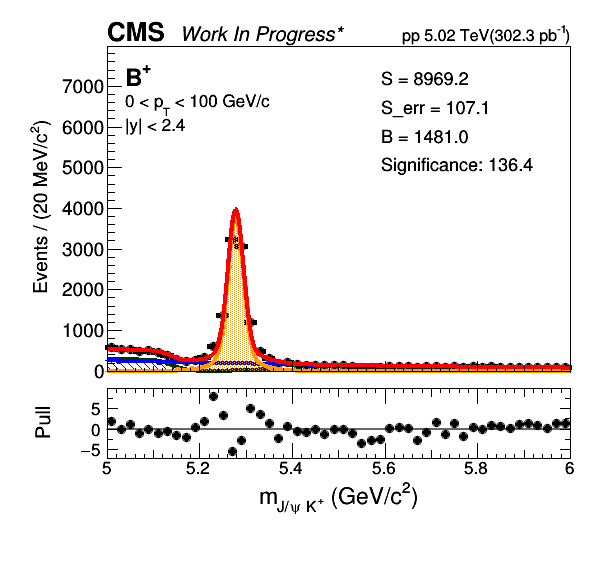 CMS Work In Progress* pp 5.02 TeV(302.3 pb⁻¹)
B⁺
0 < p_T < 100 GeV/c
|y| < 2.4
S = 8969.2
S_err = 107.1
B = 1481.0
Significance: 136.4
Events / (20 MeV/c²)
7000
6000
5000
4000
3000
2000
1000
0
Pull
5
0
−5
5 5.2 5.4 5.6 5.8 6
m_{J/ψ K⁺} (GeV/c²)